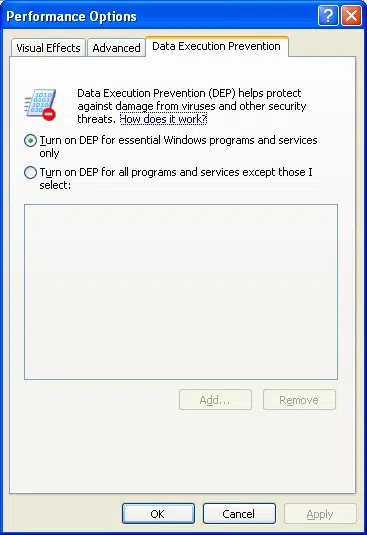 Performance Options
Visual Effects
Advanced
Data Execution Prevention
Data Execution Prevention (DEP) helps protect
against damage from viruses and other security
threats. How does it work?
Turn on DEP for essential Windows programs and services
only
Turn on DEP for all programs and services except those I
select:
Add...
Remove
OK
Cancel
Apply